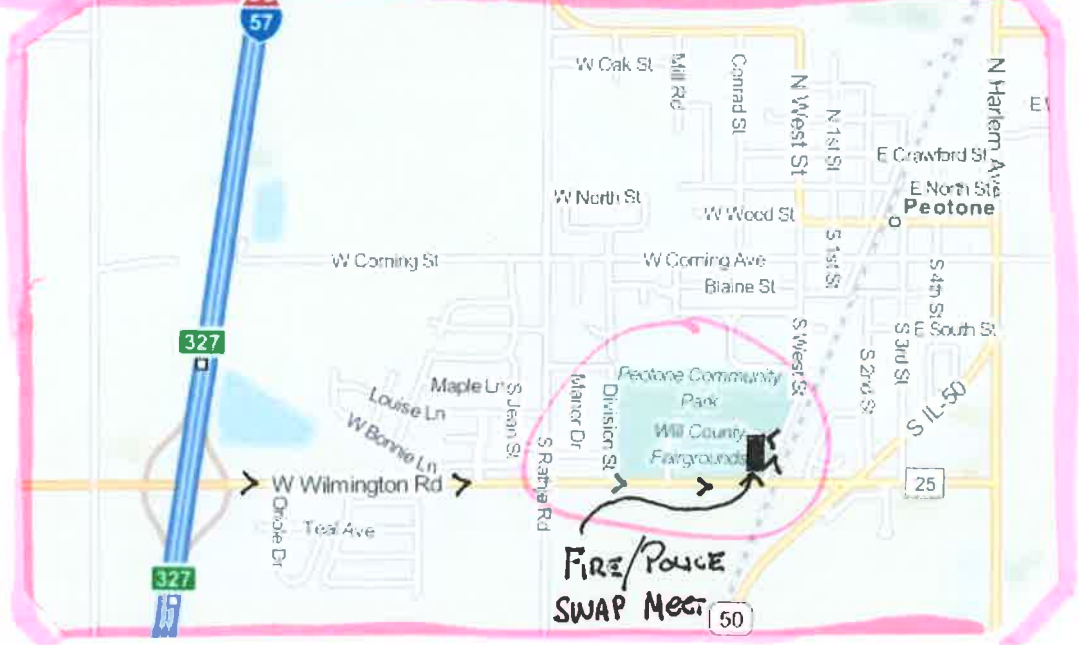 57
W Oak St
Mill Rd
Conrad St
N West St
N 1st St
N Harlem Ave
E Crawford St
E North St
Peotone
W North St
W Wood St
S 1st St
W Corning St
W Corning Ave
Blaine St
S 4th St
327
S West St
E South St
S 3rd St
S 2nd St
Maple Ln
Louise Ln
W Bonnie Ln
S Jean St
S Rathje Rd
Manor Dr
Division St
Peotone Community
Park
Will County
Fairgrounds
S IL-50
W Wilmington Rd
25
Oriole Dr
Teal Ave
327
FIRE/POLICE
SWAP MEET
50